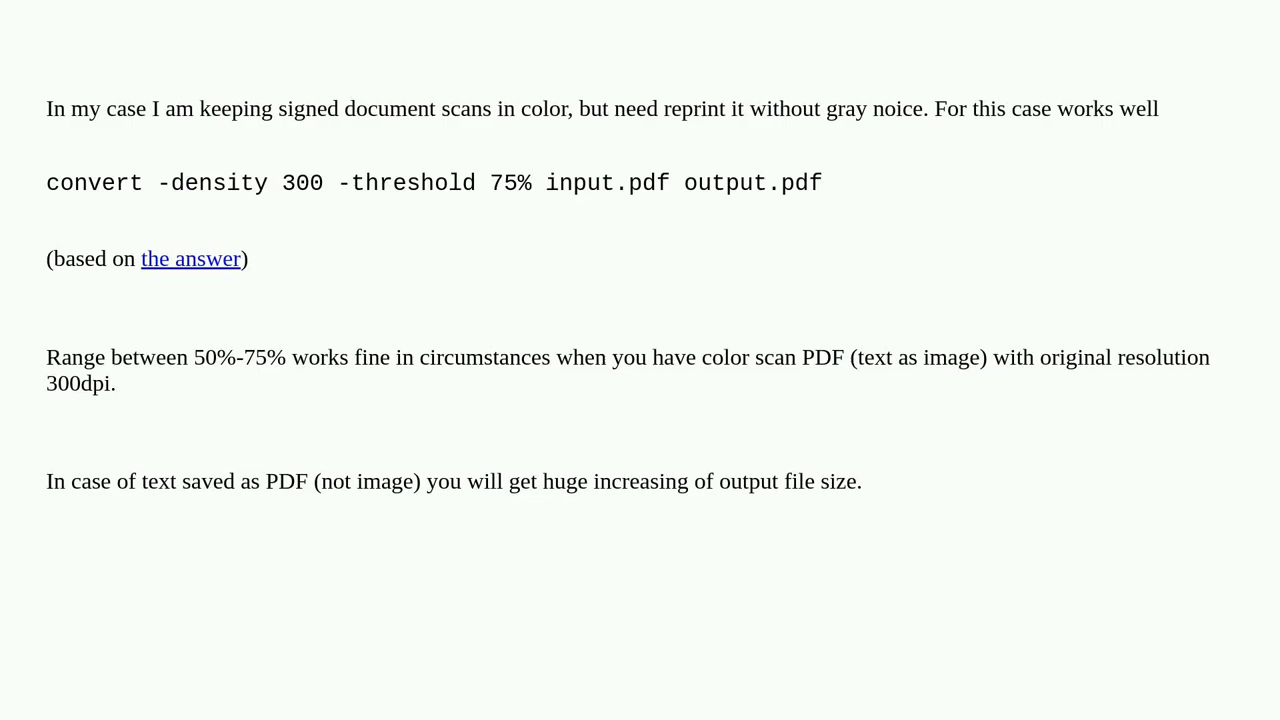 In my case I am keeping signed document scans in color, but need reprint it without gray noice. For this case works well
convert -density 300 -threshold 75% input.pdf output.pdf
(based on the answer)
Range between 50%-75% works fine in circumstances when you have color scan PDF (text as image) with original resolution
300dpi.
In case of text saved as PDF (not image) you will get huge increasing of output file size.